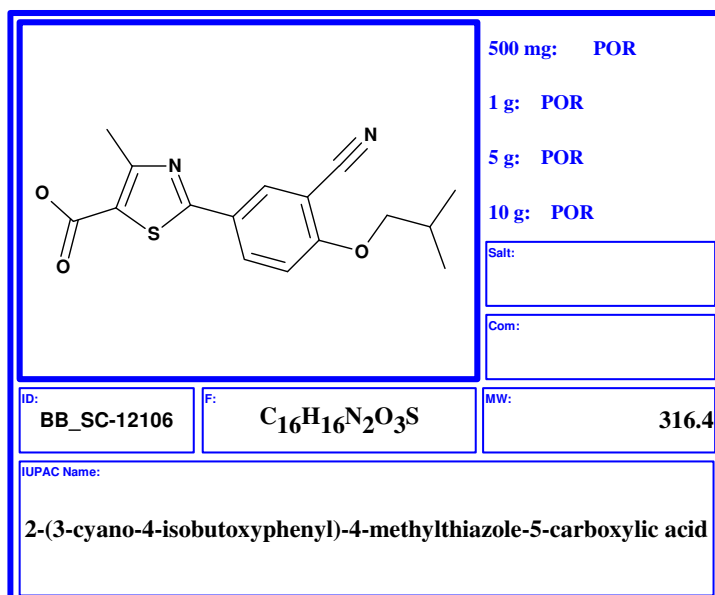 500 mg: POR
1 g: POR
5 g: POR
10 g: POR
N
N
O
S
O
O
Salt:
Com:
ID:
BB_SC-12106
F:
C16H16N2O3S
MW:
316.4
IUPAC Name:
2-(3-cyano-4-isobutoxyphenyl)-4-methylthiazole-5-carboxylic acid